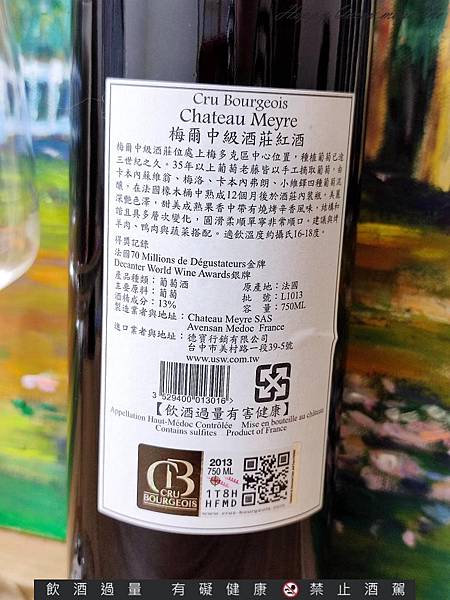 Cru Bourgeois
Chateau Meyre
梅爾中級酒莊紅酒
梅爾中級酒莊位處上梅多克區中心位置，種植葡萄已逾
三世紀之久。35年以上葡萄老藤皆以手工摘取葡萄，由
卡本內蘇維翁、梅洛、卡本內弗朗、小維鐸四種葡萄混
釀，在法國橡木桶中熟成12個月後於酒莊內裝瓶。美麗
深艷色澤，甜美成熟果香中帶有燒烤辛香風味，結構和
諧且具多層次變化，圓滑柔順單寧非常順口。建議與烤
羊肉、鴨肉與蔬菜搭配。適飲溫度約攝氏16-18度。
得獎記錄
法國70 Millions de Dégustateurs金牌
Decanter World Wine Awards銀牌
產品種類：葡萄酒 原產地：法國
主要原料：葡萄 批 號：L1013
酒精成分：13% 容 量：750ML
製造業者與地址：Chateau Meyre SAS
Avensan Medoc France
進口業者與地址：德寶行銷有限公司
台中市美村路一段39-5號
www.usw.com.tw
3 529400 013016 >
【飲酒過量有害健康】
Appellation Haut-Médoc Contrôlée Mise en bouteille au château
Contains sulfites Product of France
CB
CRU
BOURGEOIS
2013
750 ML
1T8H
HFMD
www.crus-bourgeois.com
飲酒過量 有礙健康 禁止酒駕